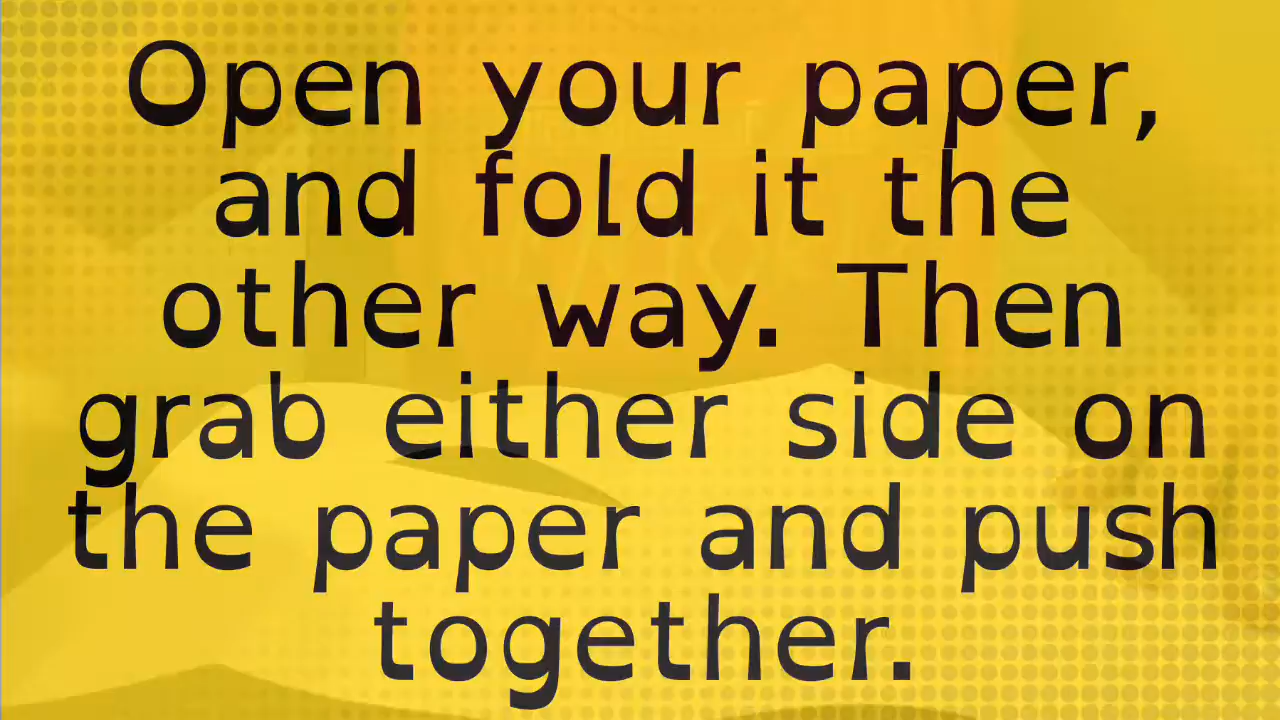 Open your paper,
and fold it the
other way. Then
grab either side on
the paper and push
together.